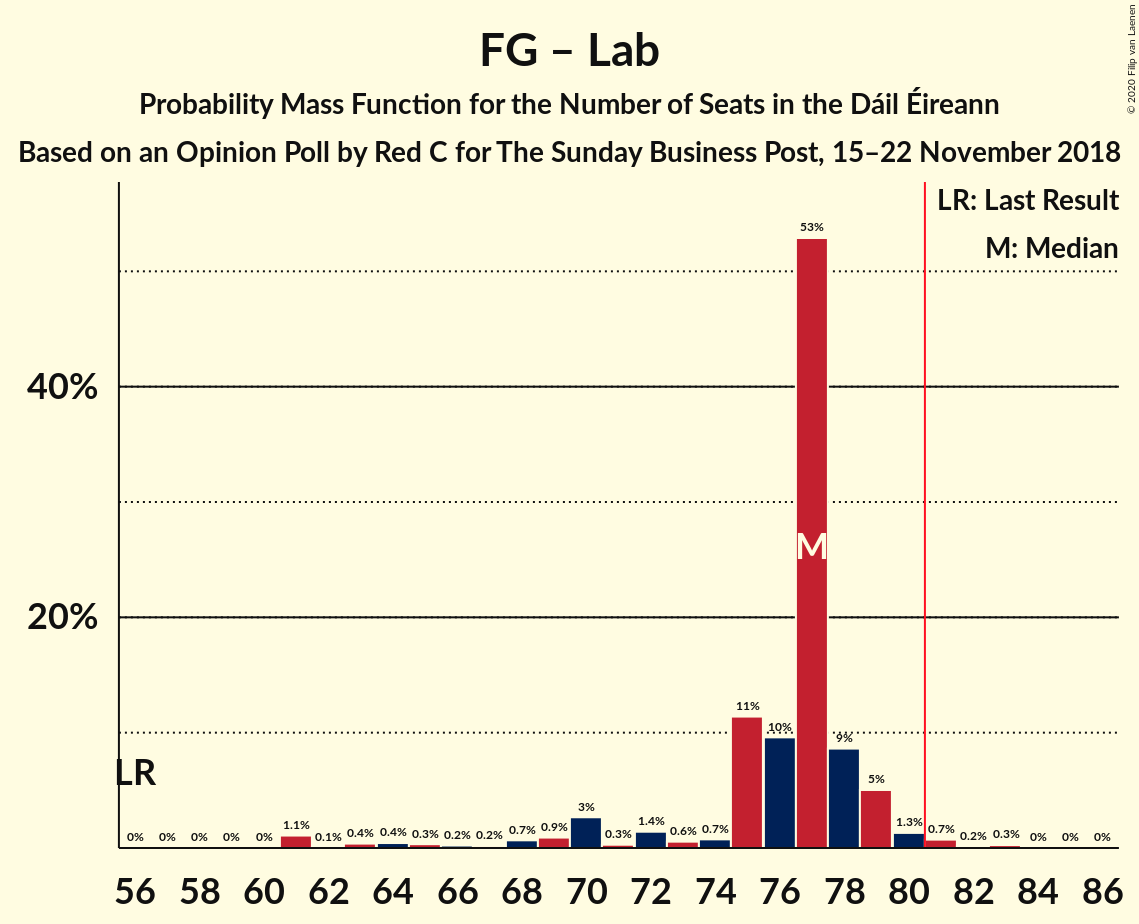 © 2020 Filip van Laenen
FG – Lab
Probability Mass Function for the Number of Seats in the Dáil Éireann
Based on an Opinion Poll by Red C for The Sunday Business Post, 15–22 November 2018
LR: Last Result
M: Median
53%
40%
M
20%
11%
10%
9%
LR
5%
0% 0% 0% 0% 0% 1.1% 0.1% 0.4% 0.4% 0.3% 0.2% 0.2% 0.7% 0.9% 3% 0.3% 1.4% 0.6% 0.7% 1.3% 0.7% 0.2% 0.3% 0% 0% 0%
56 58 60 62 64 66 68 70 72 74 76 78 80 82 84 86